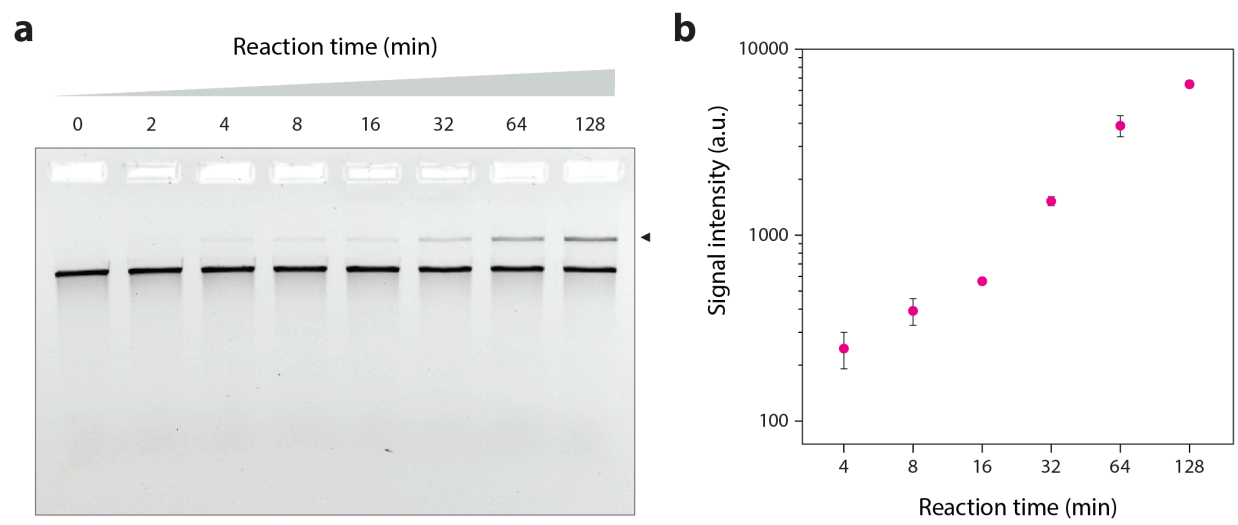 a
Reaction time (min)
0 2 4 8 16 32 64 128
b
Signal intensity (a.u.)
10000
1000
100
4 8 16 32 64 128
Reaction time (min)